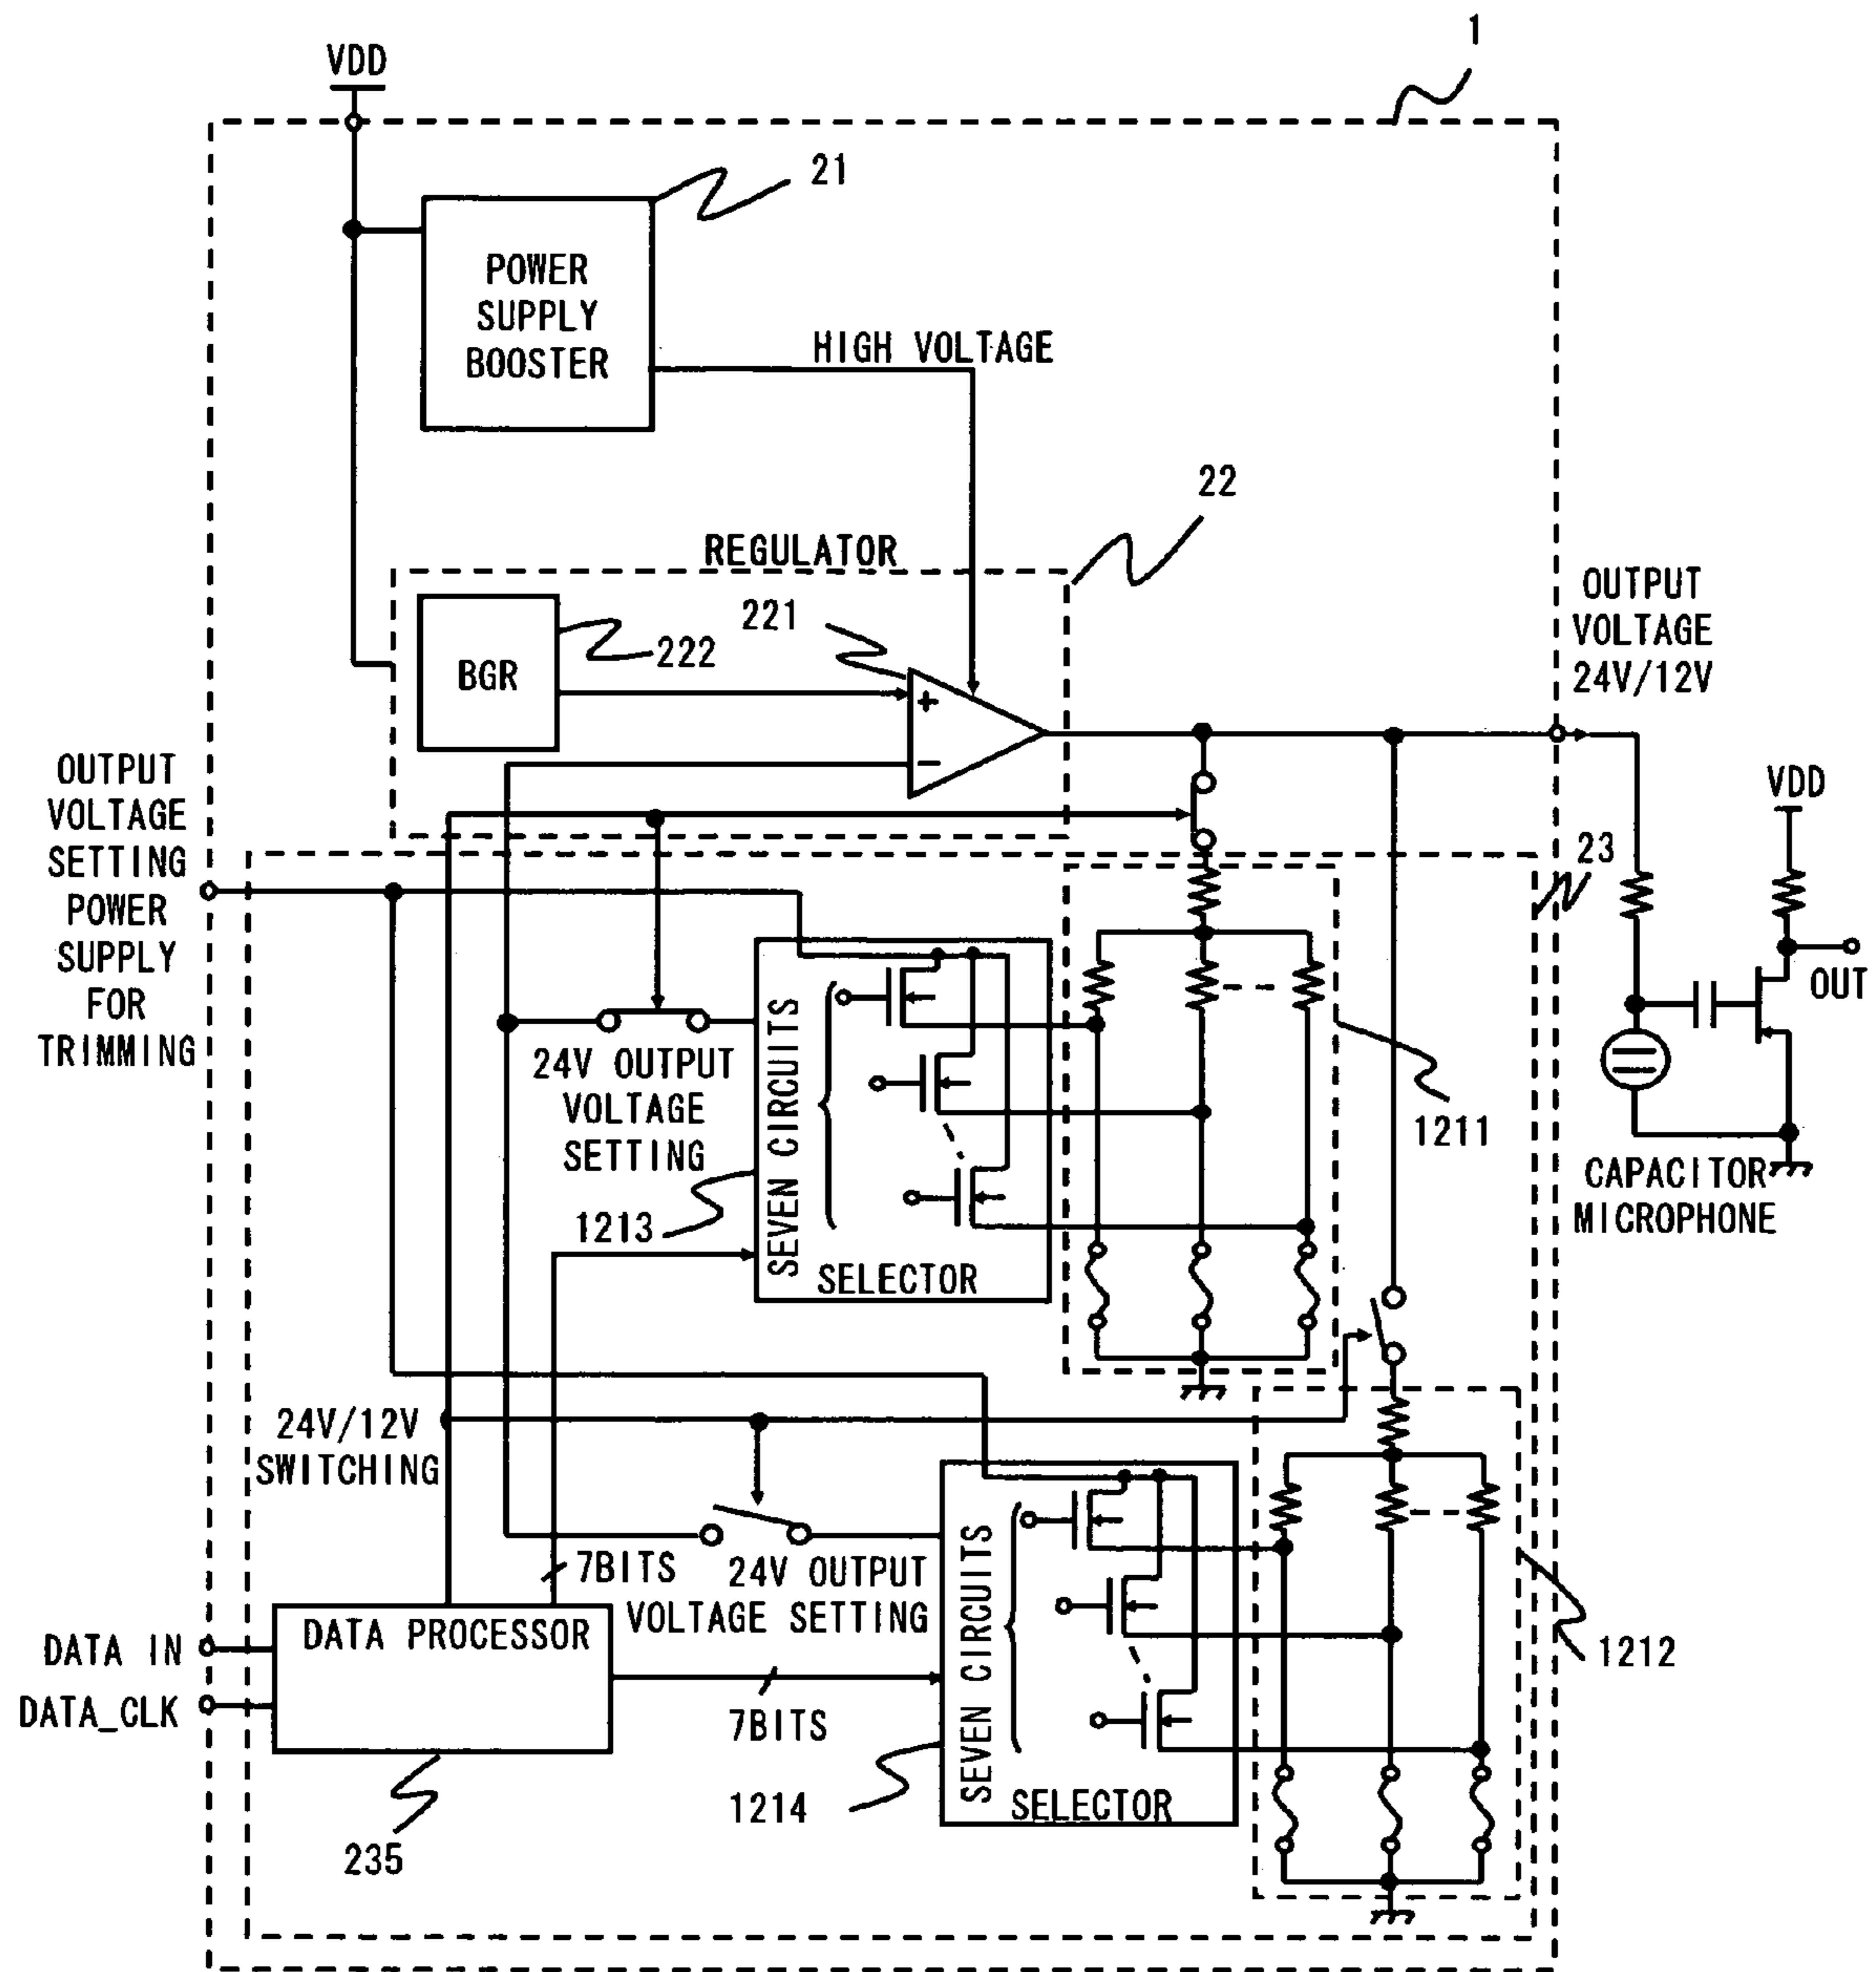 1
VDD
21
POWER
SUPPLY
BOOSTER
HIGH VOLTAGE
22
REGULATOR
221
222
BGR
+
−
OUTPUT
VOLTAGE
24V/12V
OUTPUT
VOLTAGE
SETTING
POWER
SUPPLY
FOR
TRIMMING
VDD
23
OUT
24V OUTPUT
VOLTAGE
SETTING
SEVEN CIRCUITS
1211
1213
SELECTOR
CAPACITOR
MICROPHONE
24V/12V
SWITCHING
7BITS
24V OUTPUT
VOLTAGE SETTING
SEVEN CIRCUITS
DATA PROCESSOR
DATA IN
DATA_CLK
7BITS
1212
1214
SELECTOR
235